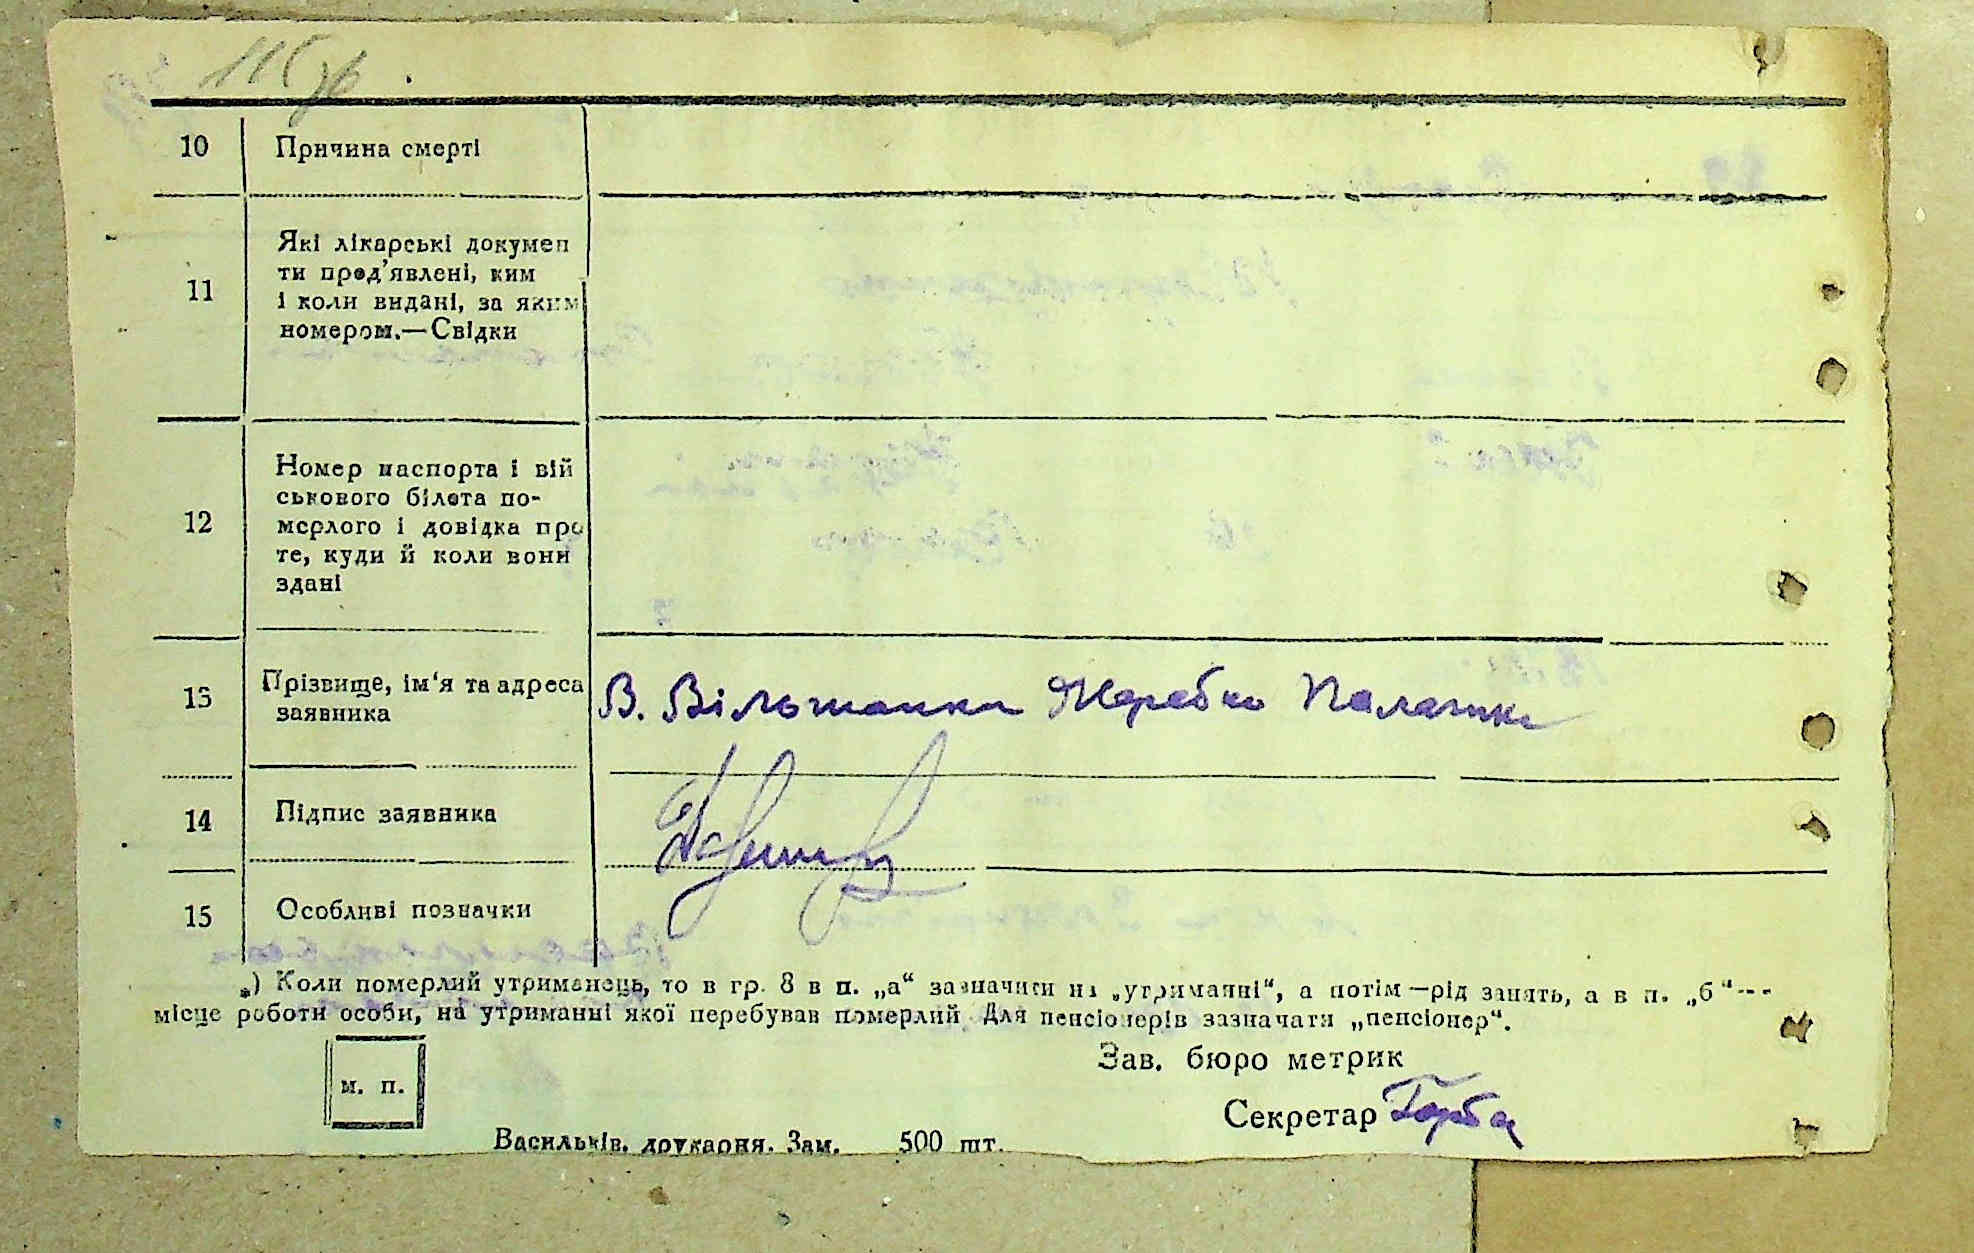 115
10 Причина смерті
11 Які лікарські докумен
ти пред'явлені, ким
і коли видані, за яким
номером.—Свідки
12 Номер паспорта і вій
ськового білета по-
мерлого і довідка про
те, куди й коли вони
здані
13 Прізвище, ім'я та адреса
заявника
В. Вільшанка Жеребко Палажка
14 Підпис заявника
15 Особливі позначки
*) Коли померлий утриманець, то в гр. 8 в п. „а“ зазначити на „утриманні“, а потім—рід занять, а в п. „б“---
місце роботи особи, на утриманні якої перебував померлий Для пенсіонерів зазначати „пенсіонер“.
м. п.
Зав. бюро метрик
Секретар Горба
Васильків. друкарня. Зам. 500 шт.